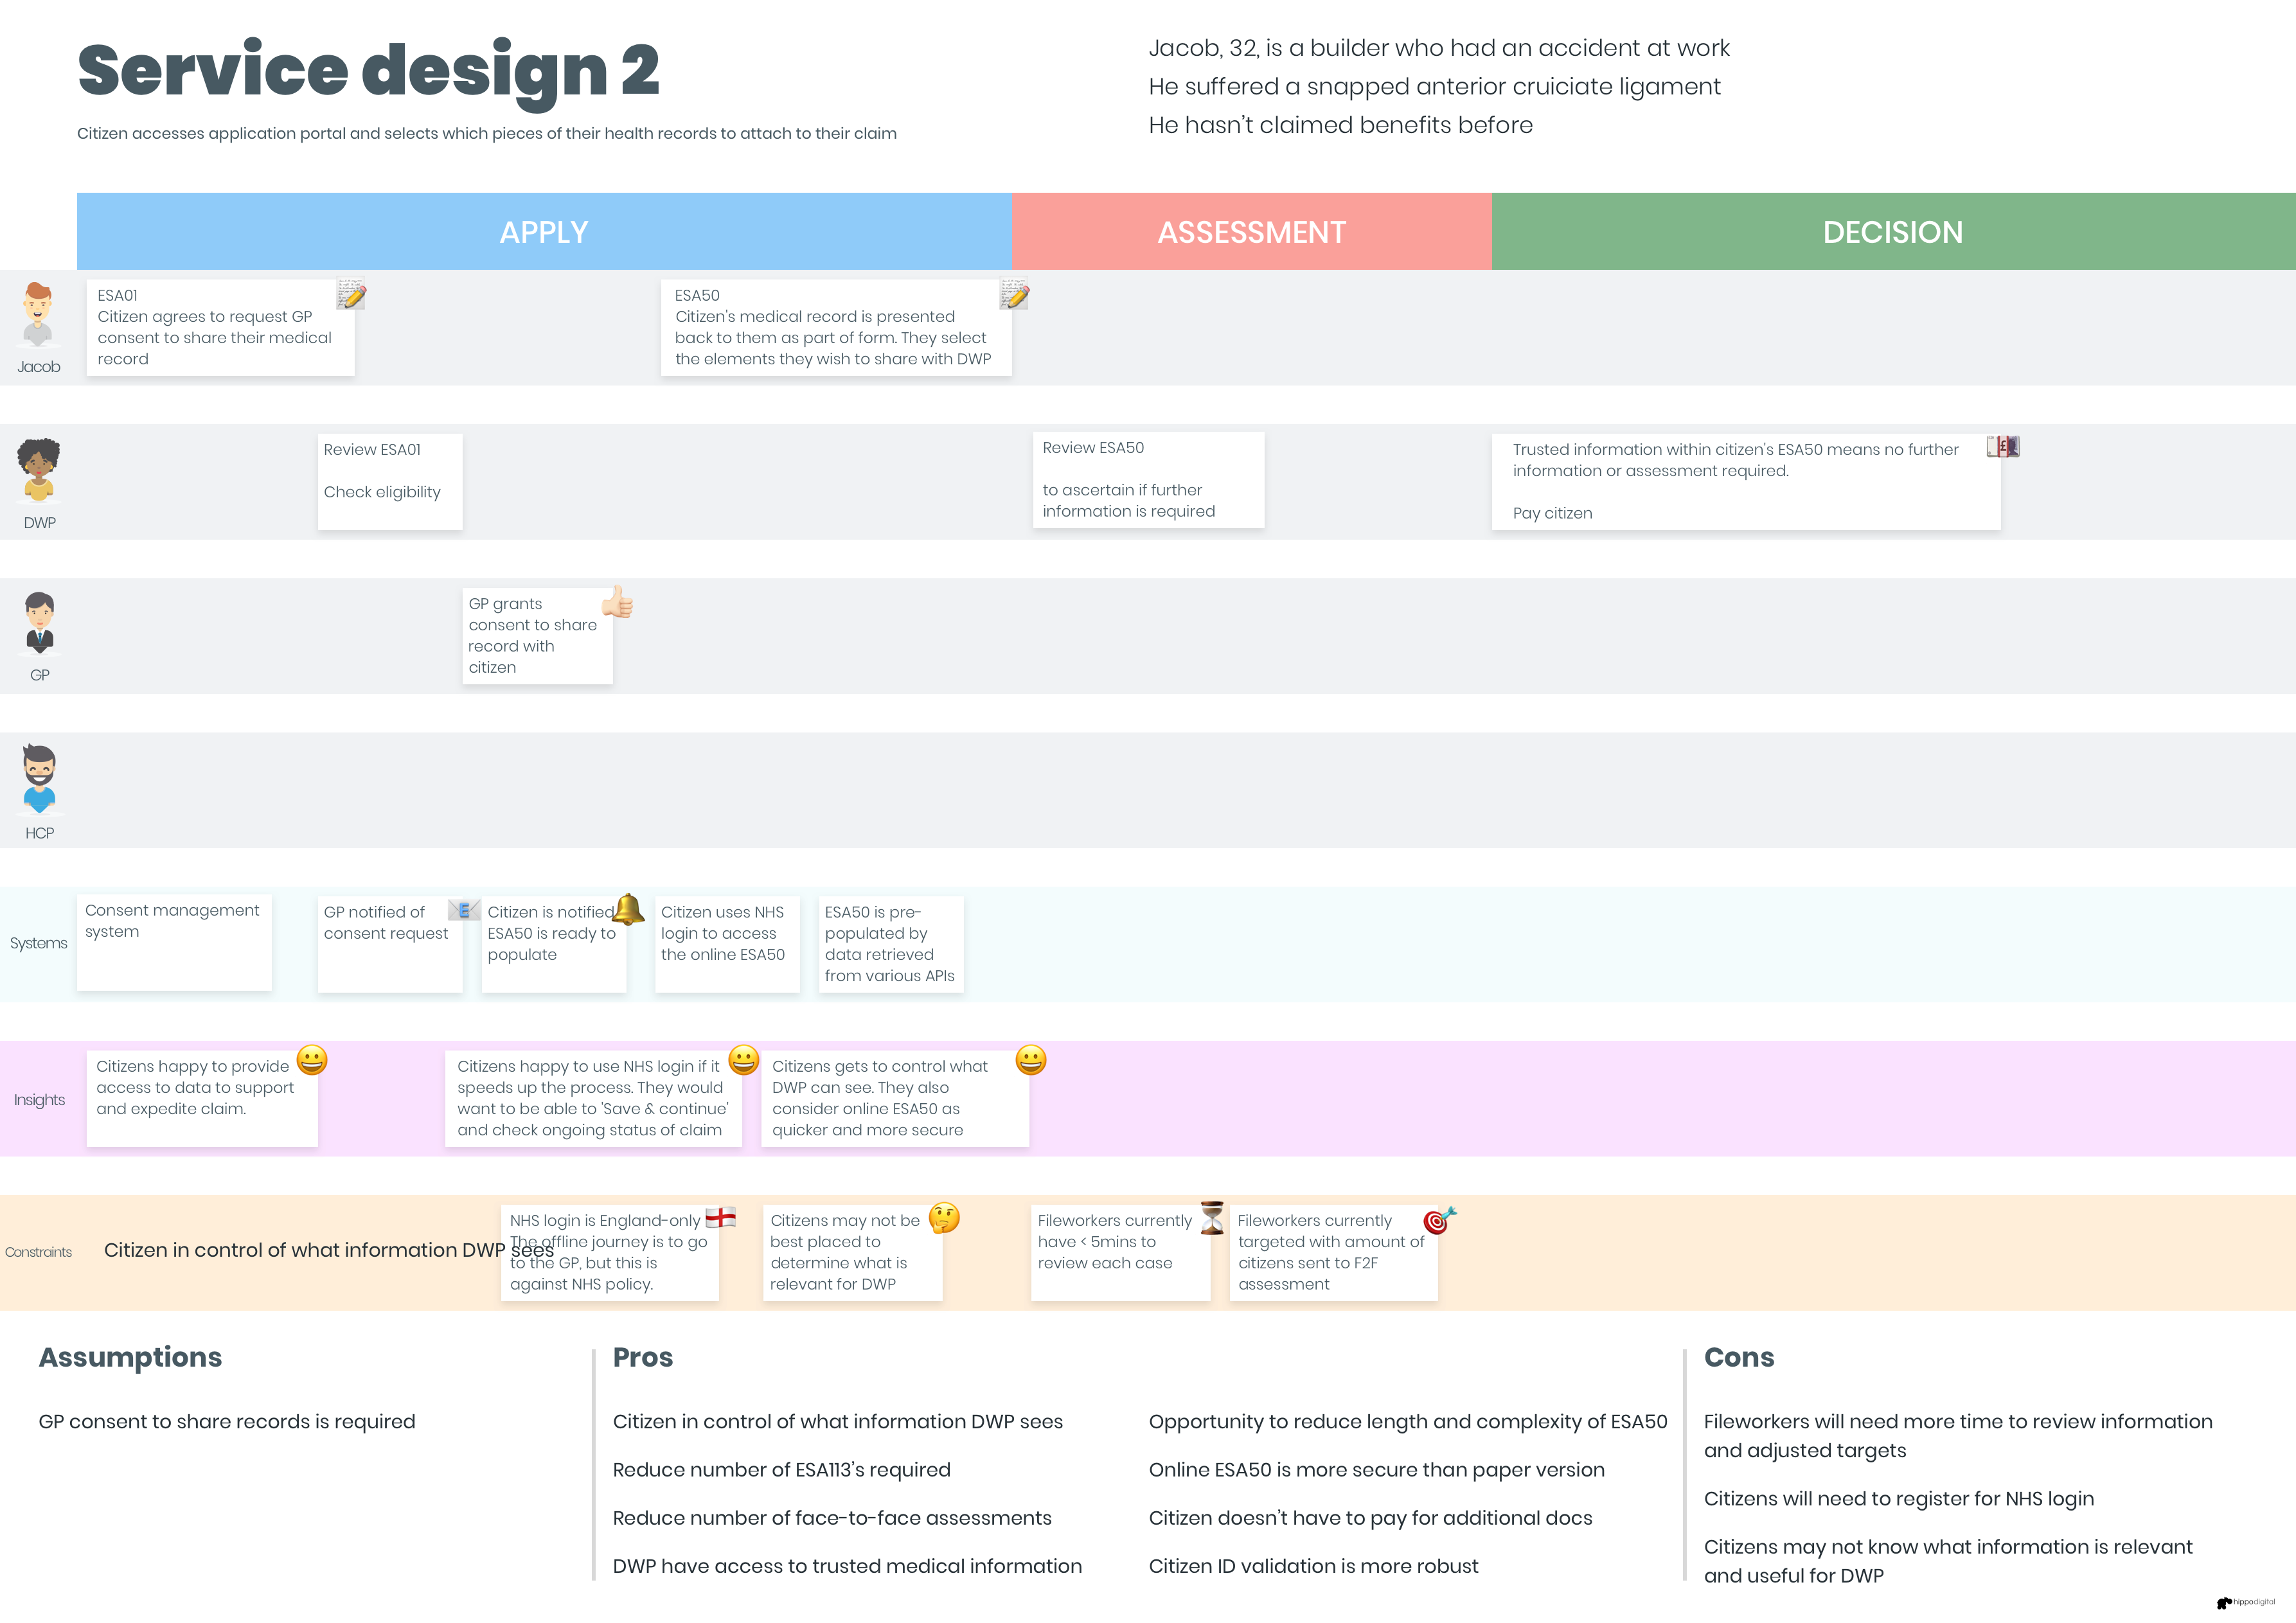 Service design 2
Citizen accesses application portal and selects which pieces of their health records to attach to their claim
Jacob, 32, is a builder who had an accident at work
He suffered a snapped anterior cruiciate ligament
He hasn't claimed benefits before
APPLY
ASSESSMENT
DECISION
Jacob
ESA01
Citizen agrees to request GP
consent to share their medical
record
ESA50
Citizen's medical record is presented
back to them as part of form. They select
the elements they wish to share with DWP
DWP
Review ESA01
Check eligibility
Review ESA50
to ascertain if further
information is required
Trusted information within citizen's ESA50 means no further
information or assessment required.
Pay citizen
GP
GP grants
consent to share
record with
citizen
HCP
Systems
Consent management
system
GP notified of
consent request
Citizen is notified
ESA50 is ready to
populate
Citizen uses NHS
login to access
the online ESA50
ESA50 is pre-
populated by
data retrieved
from various APIs
Insights
Citizens happy to provide
access to data to support
and expedite claim.
Citizens happy to use NHS login if it
speeds up the process. They would
want to be able to 'Save & continue'
and check ongoing status of claim
Citizens gets to control what
DWP can see. They also
consider online ESA50 as
quicker and more secure
Constraints
Citizen in control of what information DWP sees
NHS login is England-only
The offline journey is to go
to the GP, but this is
against NHS policy.
Citizens may not be
best placed to
determine what is
relevant for DWP
Fileworkers currently
have < 5mins to
review each case
Fileworkers currently
targeted with amount of
citizens sent to F2F
assessment
Assumptions
GP consent to share records is required
Pros
Citizen in control of what information DWP sees
Reduce number of ESA113's required
Reduce number of face-to-face assessments
DWP have access to trusted medical information
Opportunity to reduce length and complexity of ESA50
Online ESA50 is more secure than paper version
Citizen doesn't have to pay for additional docs
Citizen ID validation is more robust
Cons
Fileworkers will need more time to review information
and adjusted targets
Citizens will need to register for NHS login
Citizens may not know what information is relevant
and useful for DWP
hippodigital